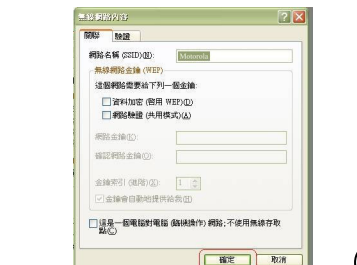 無線網路內容
關聯 驗證
網路名稱 (SSID)(N): Motorola
無線網路金鑰 (WEP)
這個網路需要給下列一個金鑰:
資料加密 (啓用 WEP)(D)
網路驗證 (共用模式)(A)
網路金鑰(K):
確認網路金鑰(O):
金鑰索引 (進階)(X): 1
金鑰會自動地提供給我(H)
這是一個電腦對電腦 (臨機操作) 網路; 不使用無線存取
點(C)
確定 取消